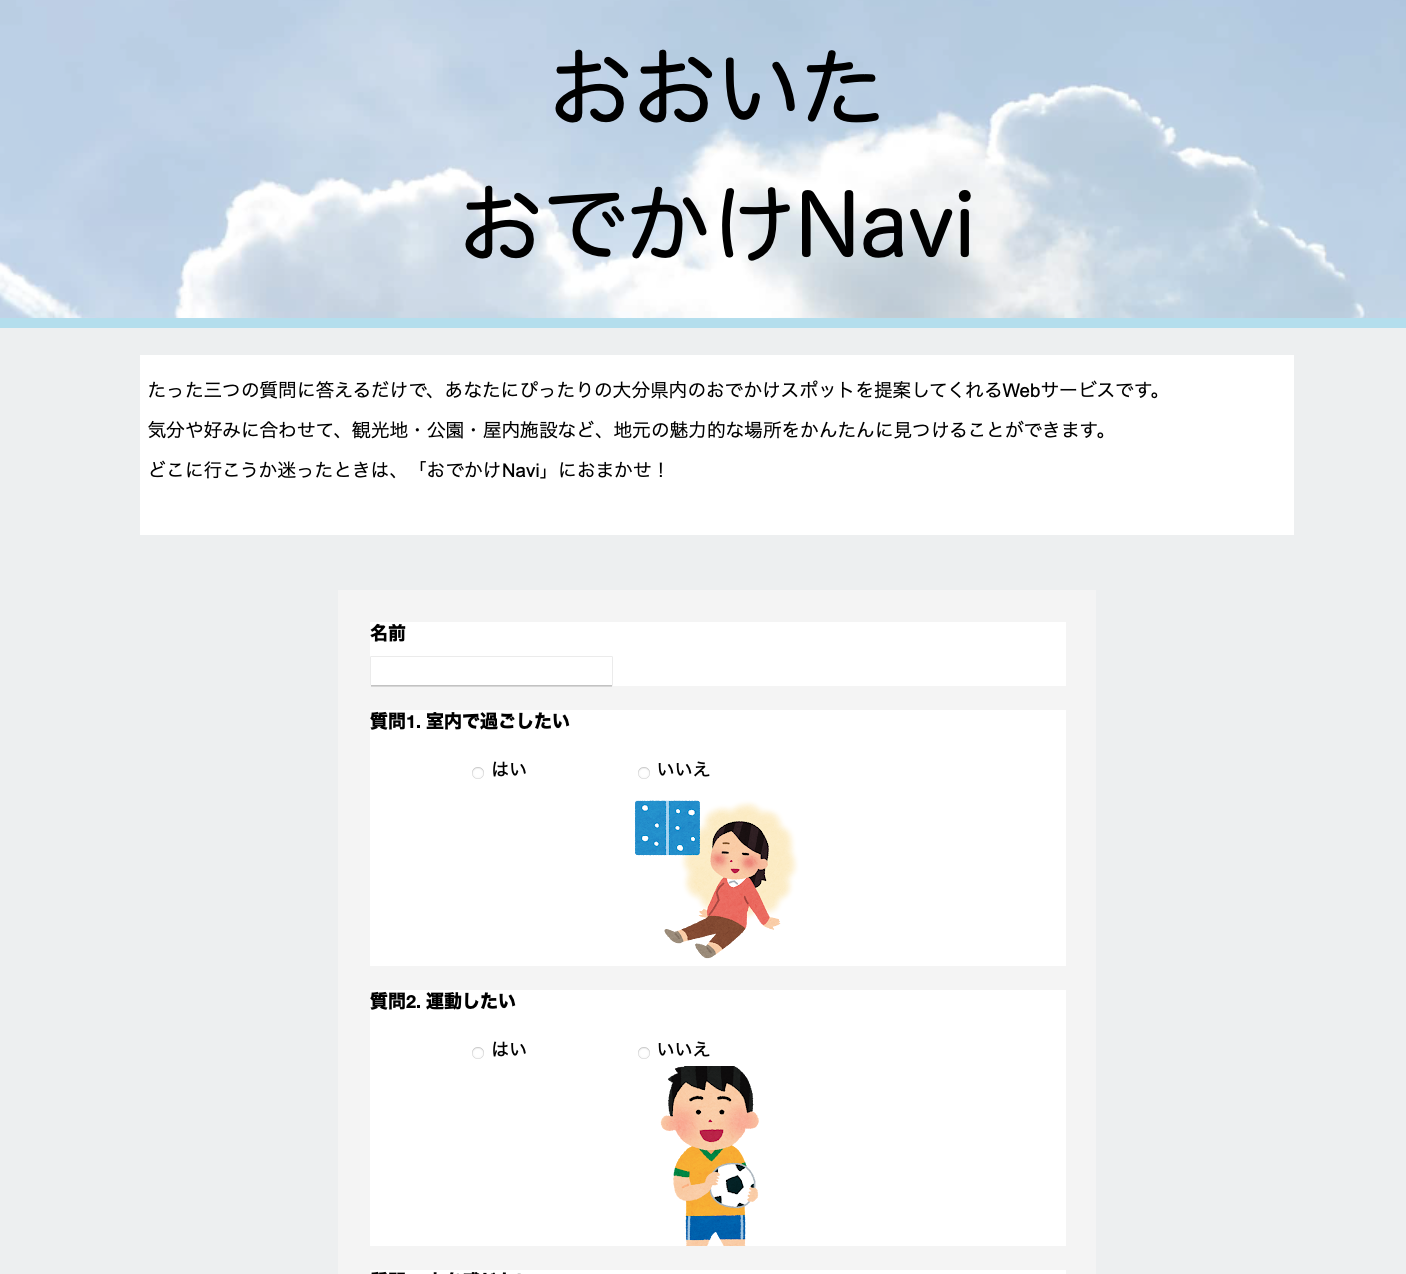 おおいた
おでかけNavi
たった三つの質問に答えるだけで、あなたにぴったりの大分県内のおでかけスポットを提案してくれるWebサービスです。
気分や好みに合わせて、観光地・公園・屋内施設など、地元の魅力的な場所をかんたんに見つけることができます。
どこに行こうか迷ったときは、「おでかけNavi」におまかせ！
名前
質問1. 室内で過ごしたい
はい いいえ
質問2. 運動したい
はい いいえ